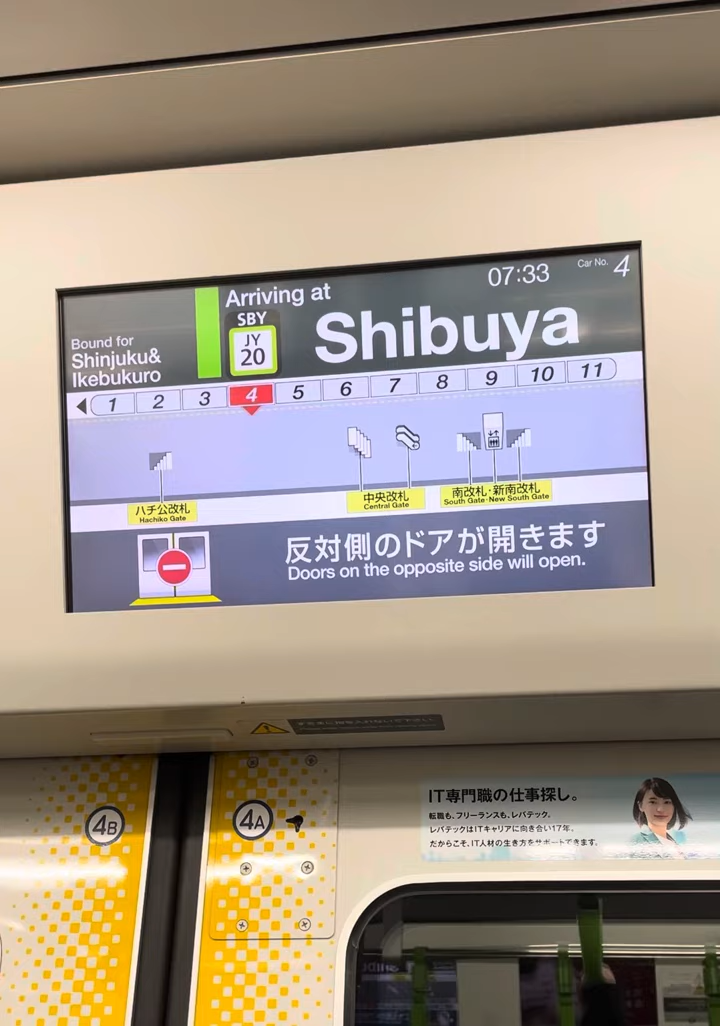 07:33
Car No. 4
Arriving at
Bound for
Shinjuku&
Ikebukuro
SBY
JY
20
Shibuya
1 2 3 4 5 6 7 8 9 10 11
ハチ公改札
Hachiko Gate
中央改札
Central Gate
南改札・新南改札
South Gate・New South Gate
反対側のドアが開きます
Doors on the opposite side will open.
4B
4A
IT専門職の仕事探し。
転職も、フリーランスも、レバテック。
レバテックはITキャリアに向き合い17年。
だからこそ、IT人材の生き方をサポートできます。